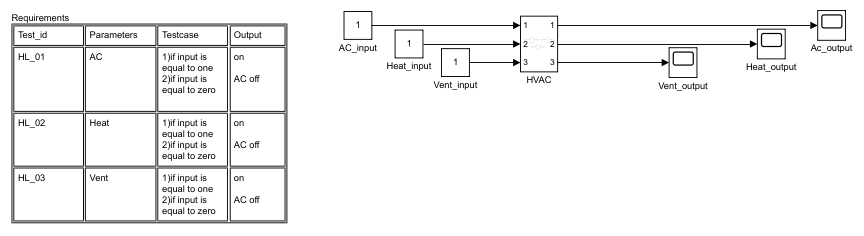 Requirements
Test_id Parameters Testcase Output
HL_01 AC 1)if input is on
equal to one
2)if input is AC off
equal to zero
HL_02 Heat 1)if input is on
equal to one
2)if input is AC off
equal to zero
HL_03 Vent 1)if input is on
equal to one
2)if input is AC off
equal to zero
1
AC_input
1
Heat_input
1
Vent_input
1 1
2 2
3 3
HVAC
Vent_output
Heat_output
Ac_output